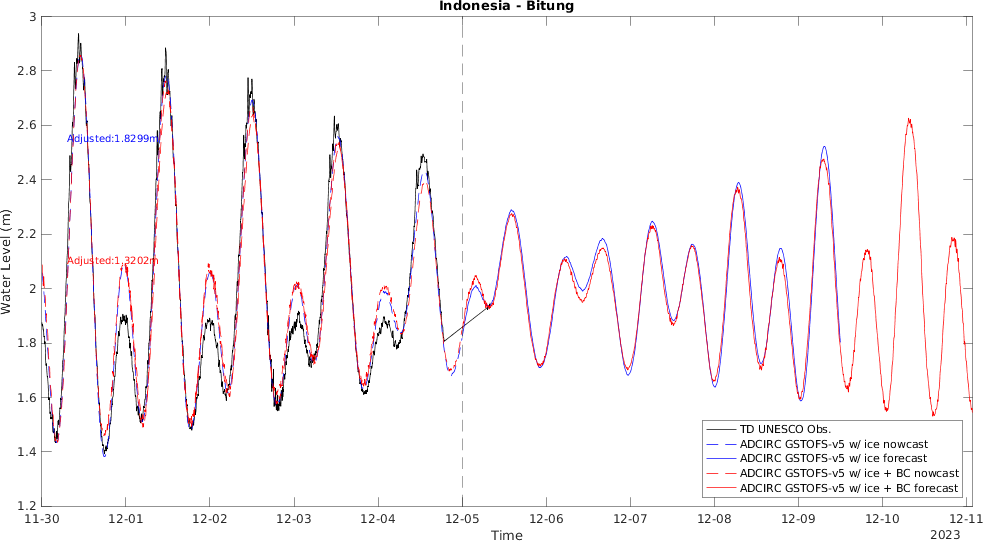 Indonesia - Bitung
3
2.8
2.6
2.4
2.2
2
1.8
1.6
1.4
1.2
Water Level (m)
Adjusted:1.8299m
Adjusted:1.3202m
TD UNESCO Obs.
ADCIRC GSTOFS-v5 w/ ice nowcast
ADCIRC GSTOFS-v5 w/ ice forecast
ADCIRC GSTOFS-v5 w/ ice + BC nowcast
ADCIRC GSTOFS-v5 w/ ice + BC forecast
11-30 12-01 12-02 12-03 12-04 12-05 12-06 12-07 12-08 12-09 12-10 12-11
Time
2023